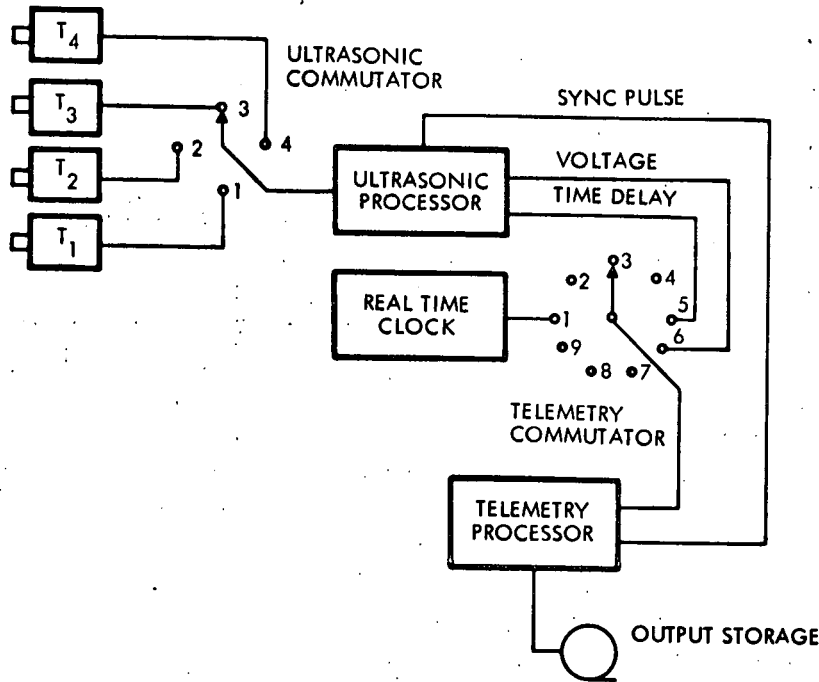 T4
ULTRASONIC
COMMUTATOR
T3
3
SYNC PULSE
2
4
T2
ULTRASONIC
PROCESSOR
VOLTAGE
1
TIME DELAY
T1
3
2
4
REAL TIME
CLOCK
1
5
6
9
8
7
TELEMETRY
COMMUTATOR
TELEMETRY
PROCESSOR
OUTPUT STORAGE